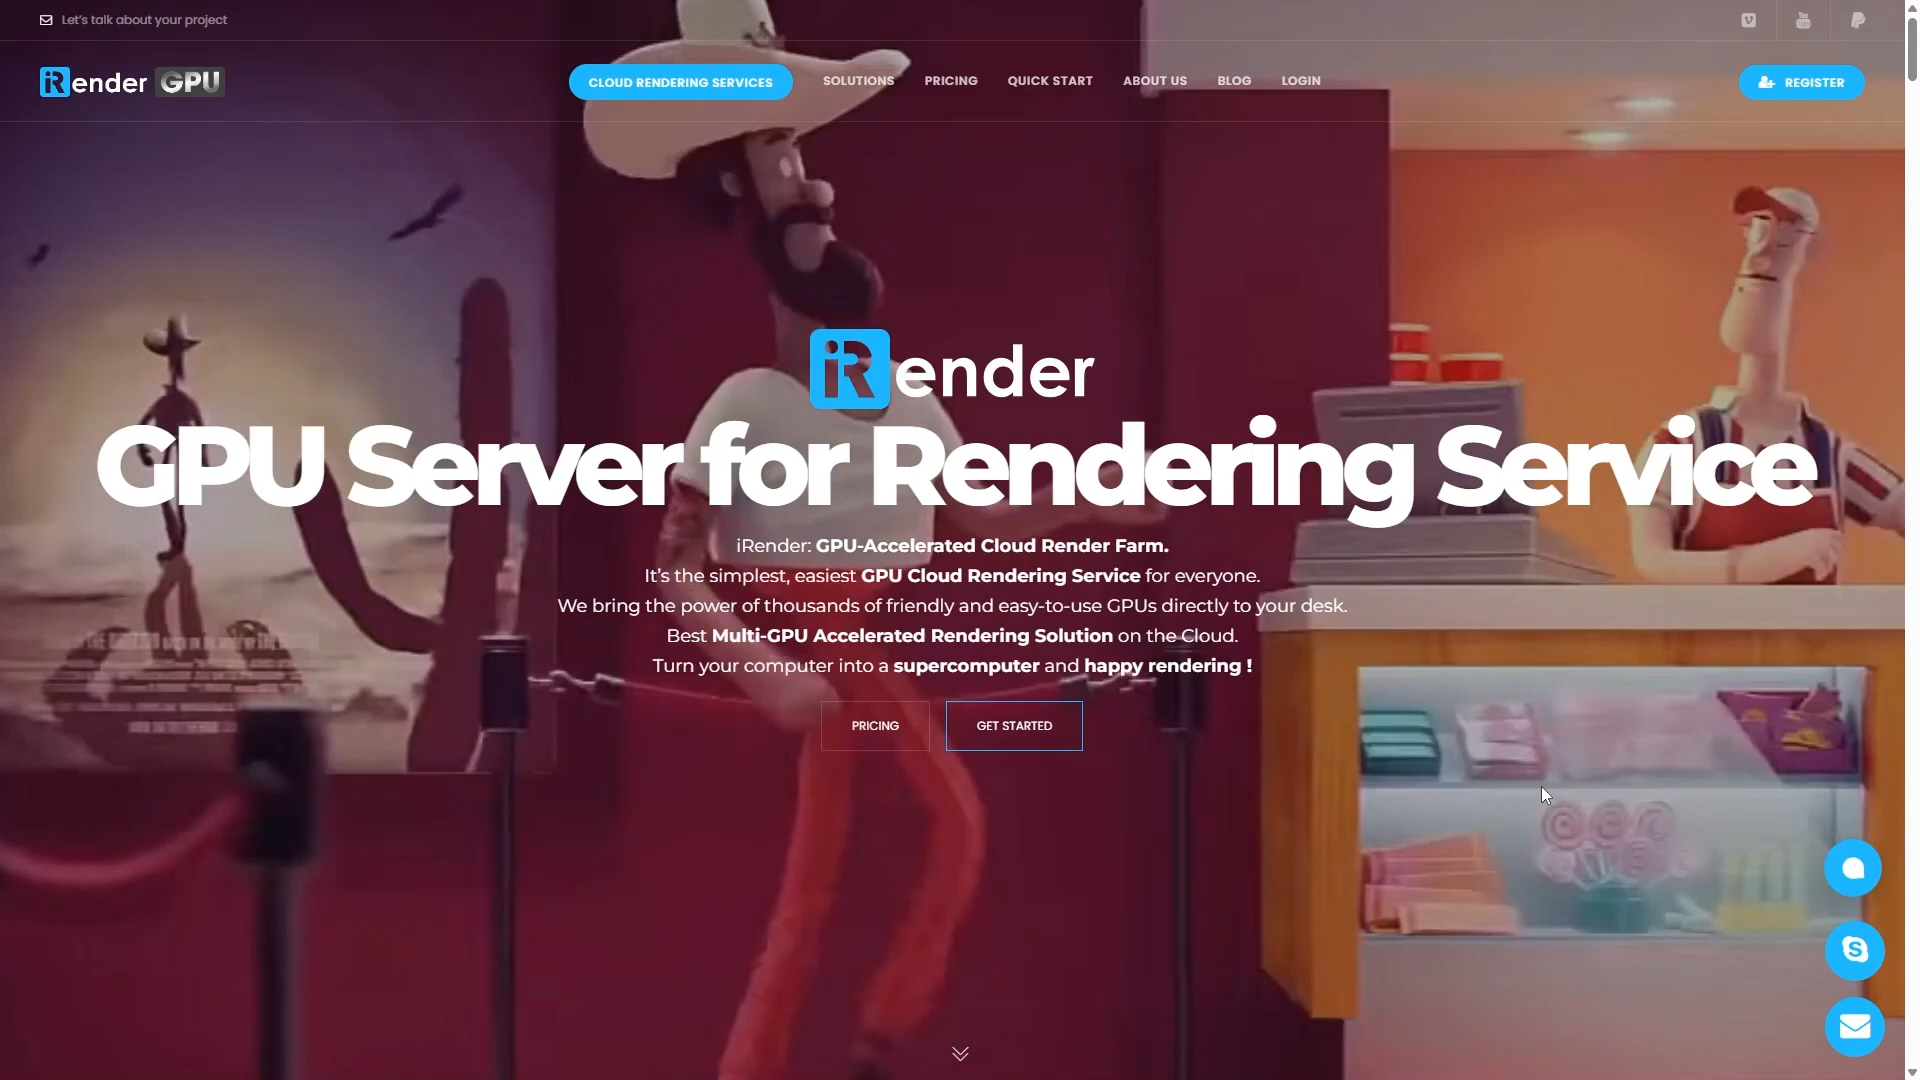 Let's talk about your project
iRender GPU
CLOUD RENDERING SERVICES
SOLUTIONS
PRICING
QUICK START
ABOUT US
BLOG
LOGIN
REGISTER
iRender
GPU Server for Rendering Service
iRender: GPU-Accelerated Cloud Render Farm.
It's the simplest, easiest GPU Cloud Rendering Service for everyone.
We bring the power of thousands of friendly and easy-to-use GPUs directly to your desk.
Best Multi-GPU Accelerated Rendering Solution on the Cloud.
Turn your computer into a supercomputer and happy rendering !
PRICING
GET STARTED